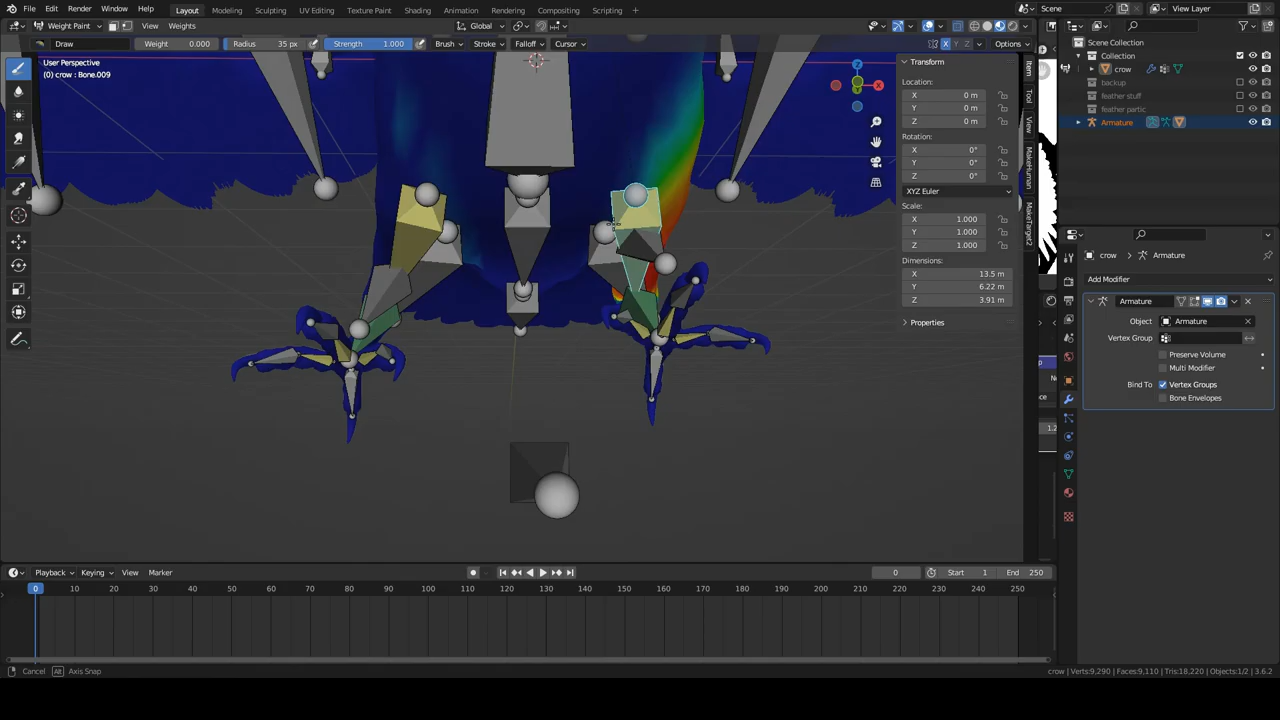 File Edit Render Window Help Layout Modeling Sculpting UV Editing Texture Paint Shading Animation Rendering Compositing Scripting Scene View Layer
Weight Paint View Weights Global
Draw Weight 0.000 Radius 35 px Strength 1.000 Brush Stroke Falloff Cursor X Y Z Options
User Perspective
(0) crow : Bone.009
Z
X
Transform
Location:
X 0 m
Y 0 m
Z 0 m
Rotation:
X 0°
Y 0°
Z 0°
XYZ Euler
Scale:
X 1.000
Y 1.000
Z 1.000
Dimensions:
X 13.5 m
Y 6.22 m
Z 3.91 m
Properties
Item
Tool
View
MakeHuman
MakeTarget2
Scene Collection
Collection
crow
backup
feather stuff
feather partic
Armature
crow Armature
Add Modifier
Armature
Object Armature
Vertex Group
Preserve Volume
Multi Modifier
Bind To Vertex Groups
Bone Envelopes
Playback Keying View Marker 0 Start 1 End 250
0 10 20 30 40 50 60 70 80 90 100 110 120 130 140 150 160 170 180 190 200 210 220 230 240 250
Cancel Alt Axis Snap crow | Verts:9,290 | Faces:9,110 | Tris:18,220 | Objects:1/2 | 3.6.2